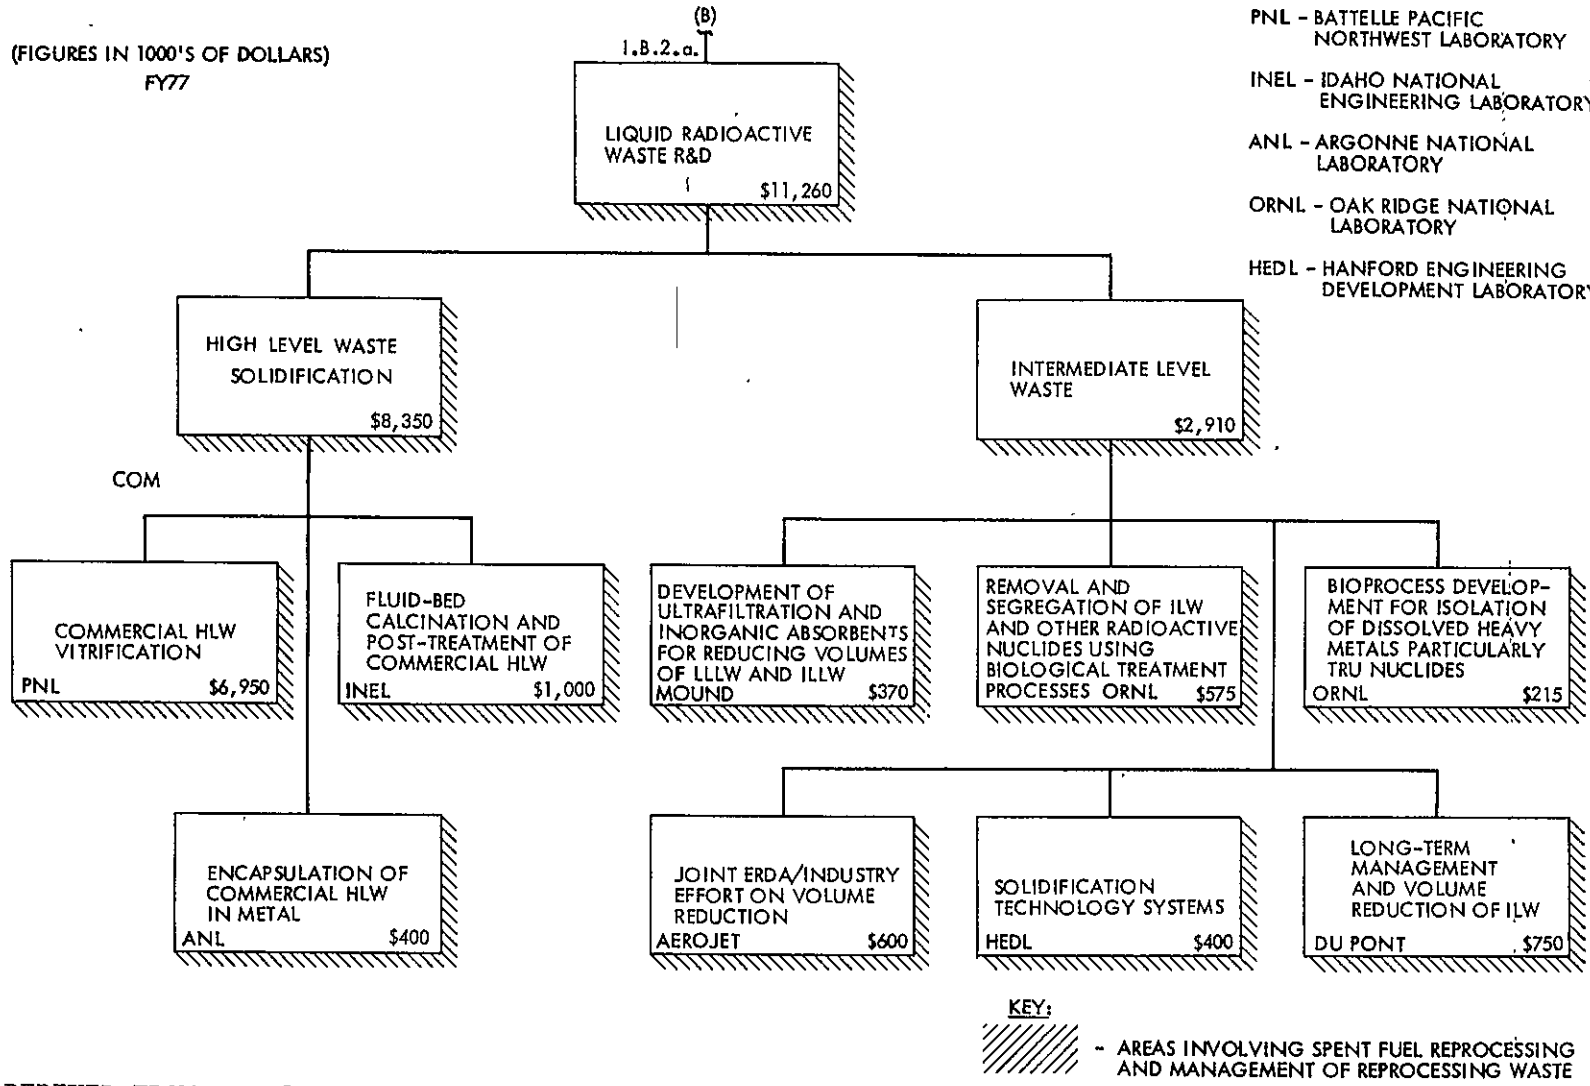 (B)
1.B.2.a.
(FIGURES IN 1000'S OF DOLLARS)
FY77
PNL - BATTELLE PACIFIC
NORTHWEST LABORATORY
INEL - IDAHO NATIONAL
ENGINEERING LABORATORY
ANL - ARGONNE NATIONAL
LABORATORY
ORNL - OAK RIDGE NATIONAL
LABORATORY
HEDL - HANFORD ENGINEERING
DEVELOPMENT LABORATORY
LIQUID RADIOACTIVE
WASTE R&D
$11,260
HIGH LEVEL WASTE
SOLIDIFICATION
$8,350
INTERMEDIATE LEVEL
WASTE
$2,910
COM
COMMERCIAL HLW
VITRIFICATION
PNL $6,950
FLUID-BED
CALCINATION AND
POST-TREATMENT OF
COMMERCIAL HLW
INEL $1,000
DEVELOPMENT OF
ULTRAFILTRATION AND
INORGANIC ABSORBENTS
FOR REDUCING VOLUMES
OF LLLW AND ILLW
MOUND $370
REMOVAL AND
SEGREGATION OF ILW
AND OTHER RADIOACTIVE
NUCLIDES USING
BIOLOGICAL TREATMENT
PROCESSES ORNL $575
BIOPROCESS DEVELOP-
MENT FOR ISOLATION
OF DISSOLVED HEAVY
METALS PARTICULARLY
TRU NUCLIDES
ORNL $215
ENCAPSULATION OF
COMMERCIAL HLW
IN METAL
ANL $400
JOINT ERDA/INDUSTRY
EFFORT ON VOLUME
REDUCTION
AEROJET $600
SOLIDIFICATION
TECHNOLOGY SYSTEMS
HEDL $400
LONG-TERM
MANAGEMENT
AND VOLUME
REDUCTION OF ILW
DU PONT $750
KEY:
- AREAS INVOLVING SPENT FUEL REPROCESSING
AND MANAGEMENT OF REPROCESSING WASTE